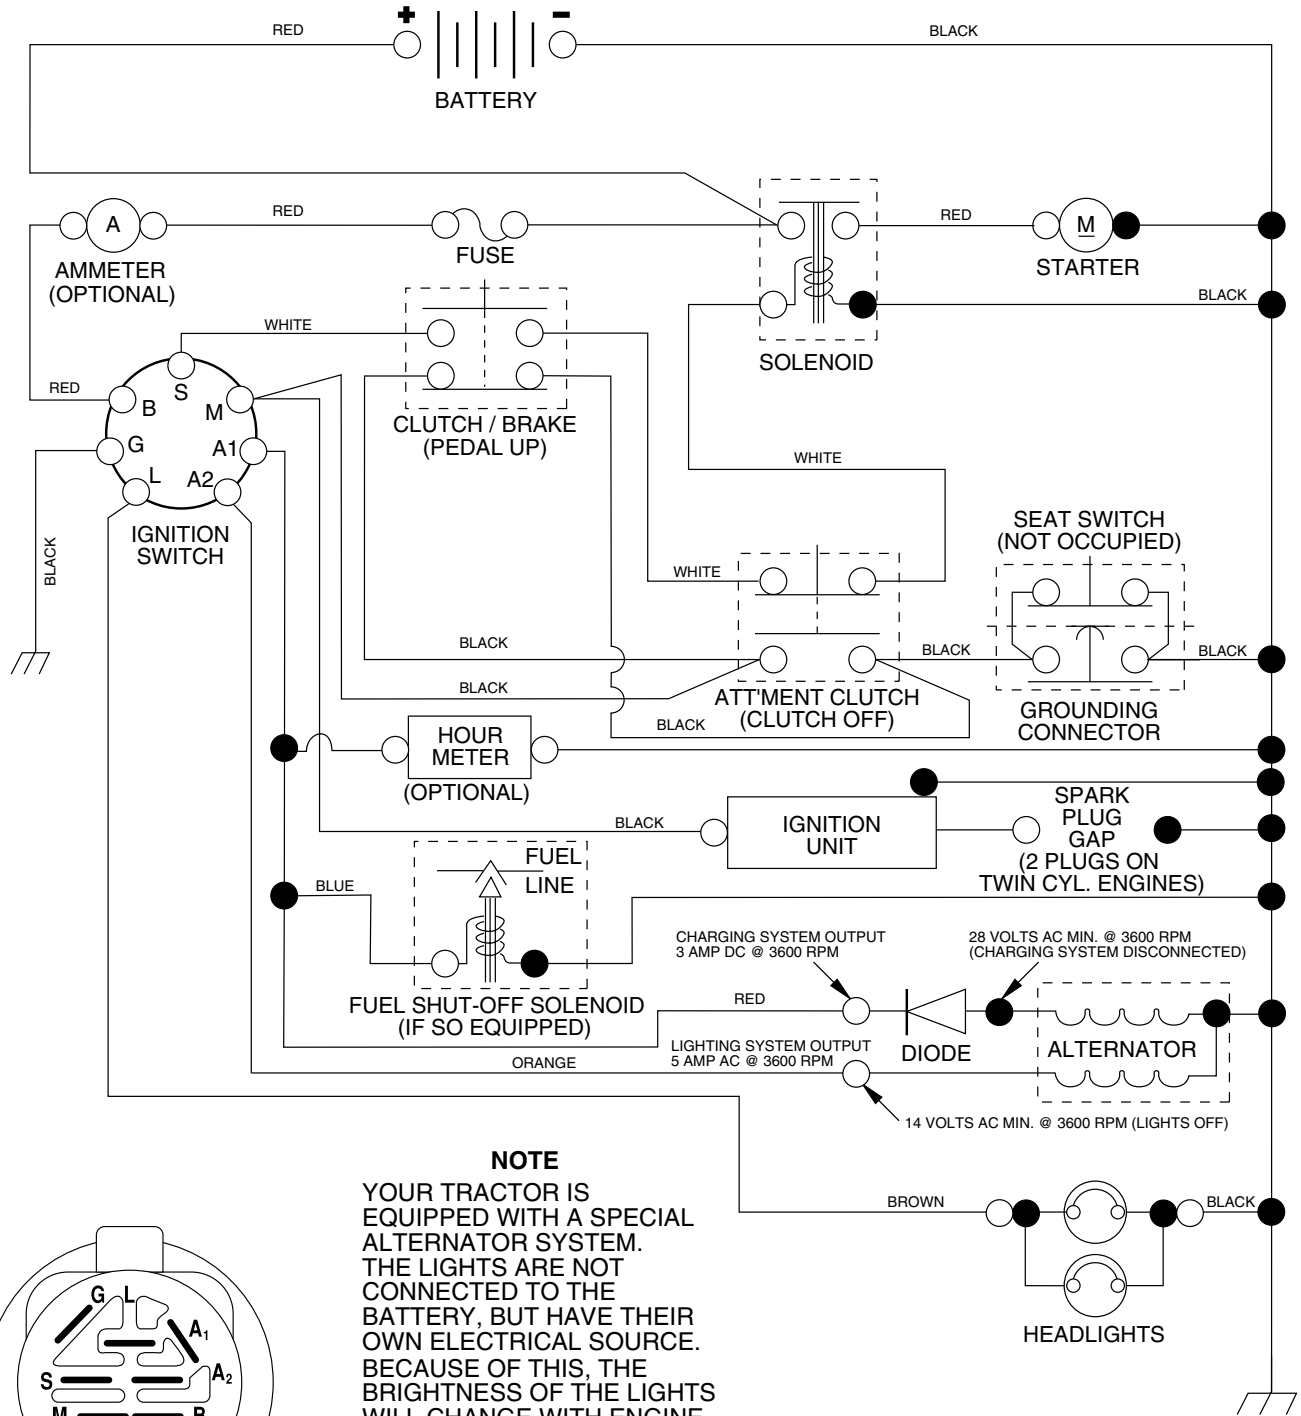 + –
RED
BLACK
BATTERY
RED
A
FUSE
AMMETER
(OPTIONAL)
RED
M
STARTER
BLACK
SOLENOID
WHITE
CLUTCH / BRAKE
(PEDAL UP)
RED
S
B
M
G
A1
L
A2
IGNITION
SWITCH
BLACK
WHITE
SEAT SWITCH
(NOT OCCUPIED)
WHITE
BLACK
BLACK
BLACK
BLACK
ATT'MENT CLUTCH
(CLUTCH OFF)
BLACK
GROUNDING
CONNECTOR
HOUR
METER
(OPTIONAL)
BLACK
IGNITION
UNIT
SPARK
PLUG
GAP
(2 PLUGS ON
TWIN CYL. ENGINES)
FUEL
LINE
BLUE
FUEL SHUT-OFF SOLENOID
(IF SO EQUIPPED)
CHARGING SYSTEM OUTPUT
3 AMP DC @ 3600 RPM
28 VOLTS AC MIN. @ 3600 RPM
(CHARGING SYSTEM DISCONNECTED)
RED
DIODE
ALTERNATOR
LIGHTING SYSTEM OUTPUT
5 AMP AC @ 3600 RPM
ORANGE
14 VOLTS AC MIN. @ 3600 RPM (LIGHTS OFF)
BROWN
BLACK
HEADLIGHTS
NOTE
YOUR TRACTOR IS
EQUIPPED WITH A SPECIAL
ALTERNATOR SYSTEM.
THE LIGHTS ARE NOT
CONNECTED TO THE
BATTERY, BUT HAVE THEIR
OWN ELECTRICAL SOURCE.
BECAUSE OF THIS, THE
BRIGHTNESS OF THE LIGHTS
WILL CHANGE WITH ENGINE
G L
A1
A2
S
M B